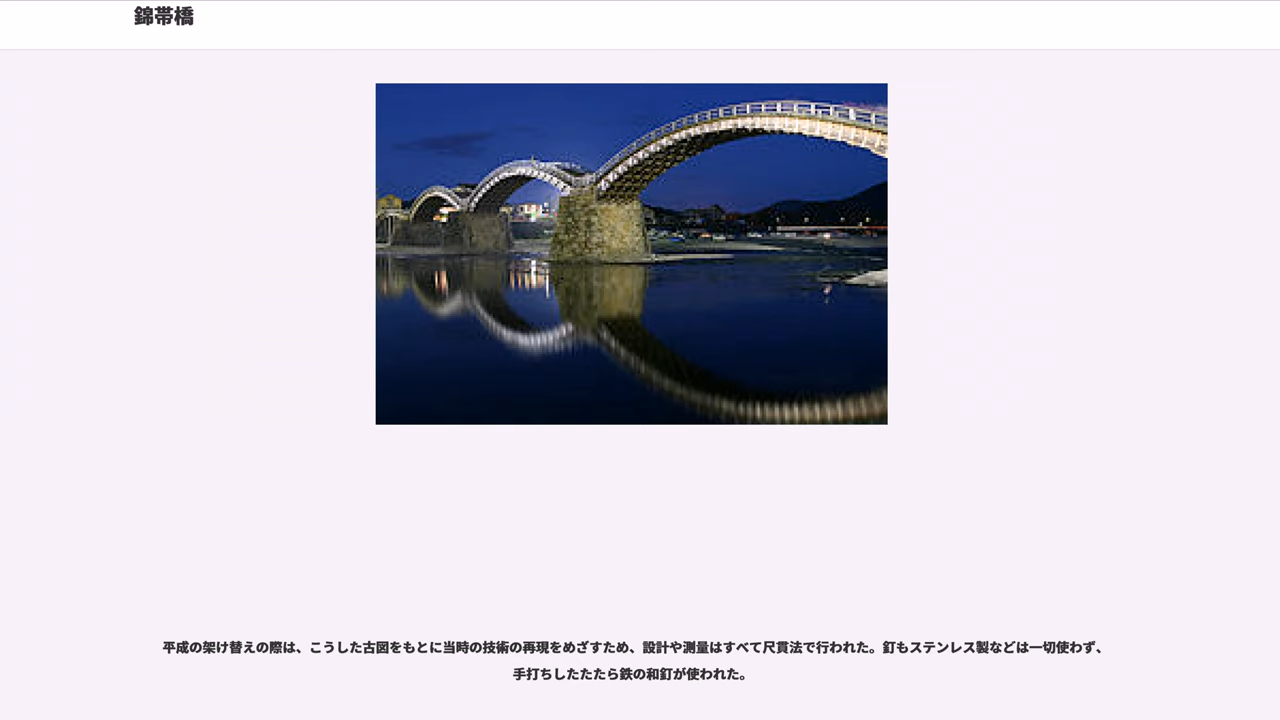 錦帯橋
平成の架け替えの際は、こうした古図をもとに当時の技術の再現をめざすため、設計や測量はすべて尺貫法で行われた。釘もステンレス製などは一切使わず、
手打ちしたたたら鉄の和釘が使われた。